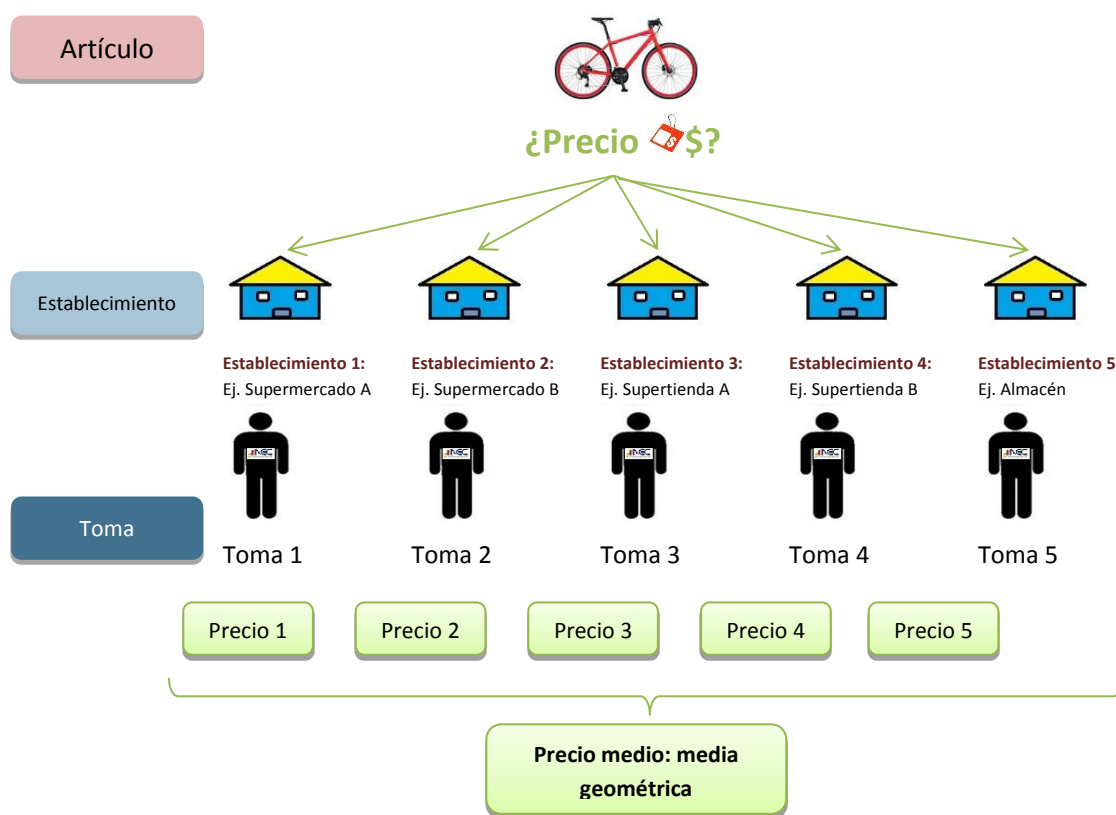 Artículo
¿Precio $?
Establecimiento
Establecimiento 1:
Ej. Supermercado A
Establecimiento 2:
Ej. Supermercado B
Establecimiento 3:
Ej. Supertienda A
Establecimiento 4:
Ej. Supertienda B
Establecimiento 5
Ej. Almacén
Toma
Toma 1
Toma 2
Toma 3
Toma 4
Toma 5
Precio 1
Precio 2
Precio 3
Precio 4
Precio 5
Precio medio: media
geométrica